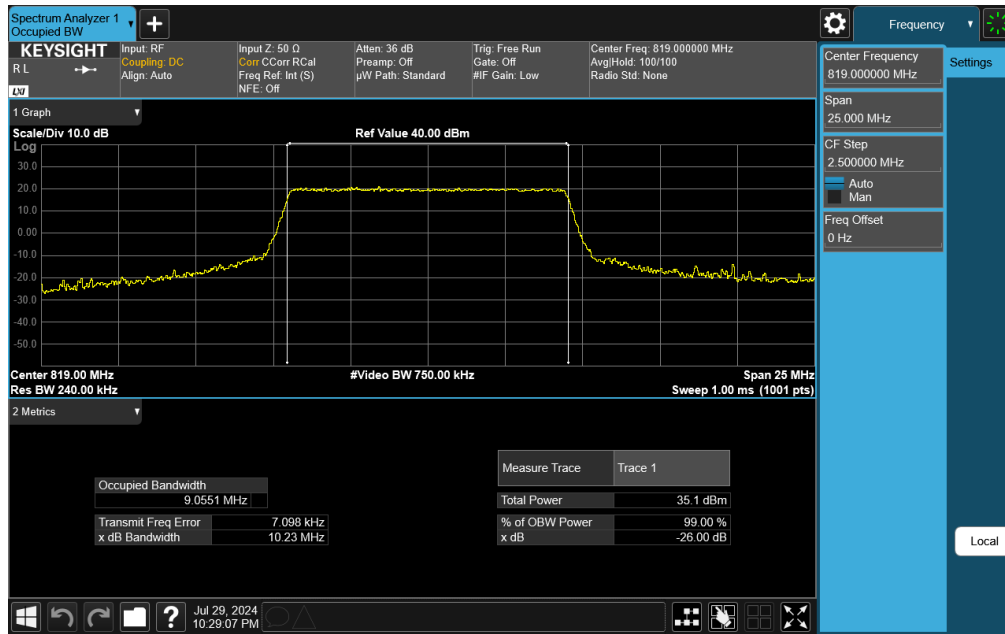 Spectrum Analyzer 1
Occupied BW
Frequency
KEYSIGHT
R L
LXI
Input: RF
Coupling: DC
Align: Auto
Input Z: 50 Ω
Corr CCorr RCal
Freq Ref: Int (S)
NFE: Off
Atten: 36 dB
Preamp: Off
µW Path: Standard
Trig: Free Run
Gate: Off
#IF Gain: Low
Center Freq: 819.000000 MHz
Avg|Hold: 100/100
Radio Std: None
Center Frequency
819.000000 MHz
Settings
Span
25.000 MHz
CF Step
2.500000 MHz
Auto
Man
Freq Offset
0 Hz
Local
1 Graph
Scale/Div 10.0 dB
Ref Value 40.00 dBm
Log
30.0
20.0
10.0
0.00
-10.0
-20.0
-30.0
-40.0
-50.0
Center 819.00 MHz
#Video BW 750.00 kHz
Span 25 MHz
Res BW 240.00 kHz
Sweep 1.00 ms (1001 pts)
2 Metrics
Occupied Bandwidth
9.0551 MHz
Transmit Freq Error 7.098 kHz
x dB Bandwidth 10.23 MHz
Measure Trace Trace 1
Total Power 35.1 dBm
% of OBW Power 99.00 %
x dB -26.00 dB
?
Jul 29, 2024
10:29:07 PM